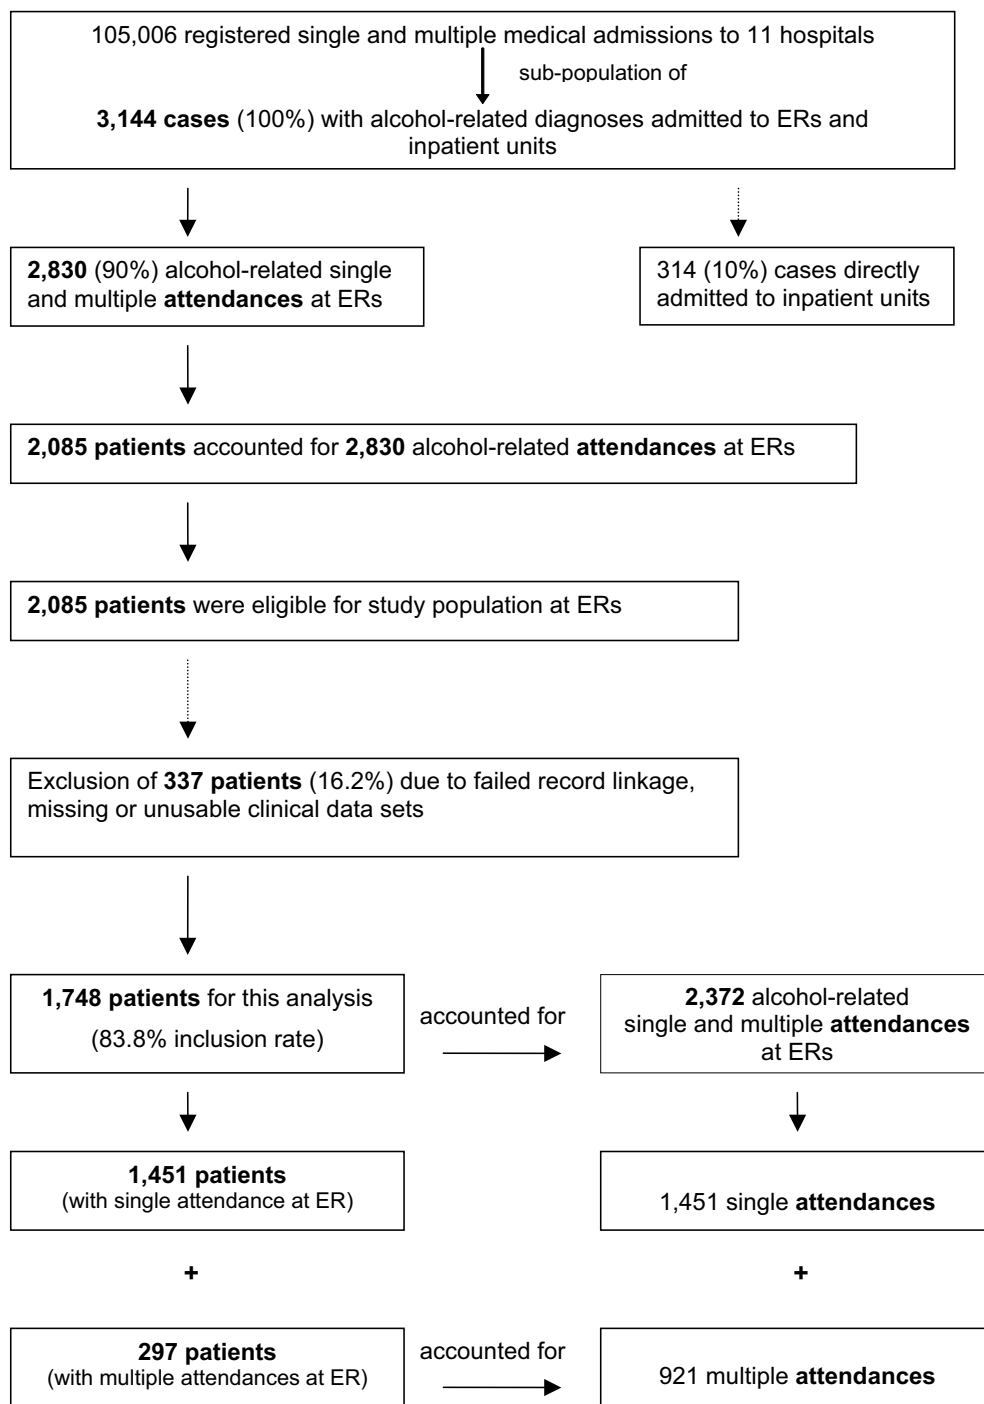 105,006 registered single and multiple medical admissions to 11 hospitals
sub-population of
3,144 cases (100%) with alcohol-related diagnoses admitted to ERs and
inpatient units
2,830 (90%) alcohol-related single
and multiple attendances at ERs
314 (10%) cases directly
admitted to inpatient units
2,085 patients accounted for 2,830 alcohol-related attendances at ERs
2,085 patients were eligible for study population at ERs
Exclusion of 337 patients (16.2%) due to failed record linkage,
missing or unusable clinical data sets
1,748 patients for this analysis
(83.8% inclusion rate)
accounted for
2,372 alcohol-related
single and multiple attendances
at ERs
1,451 patients
(with single attendance at ER)
1,451 single attendances
+
+
297 patients
(with multiple attendances at ER)
accounted for
921 multiple attendances